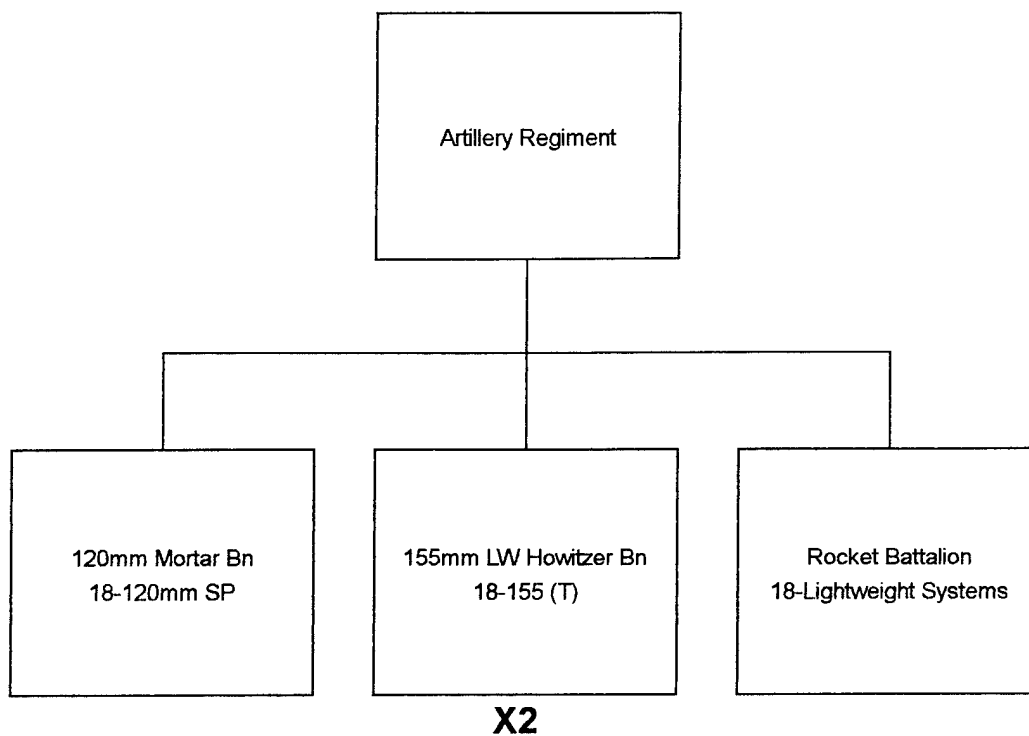 Artillery Regiment
120mm Mortar Bn
18-120mm SP
155mm LW Howitzer Bn
18-155 (T)
Rocket Battalion
18-Lightweight Systems
X2